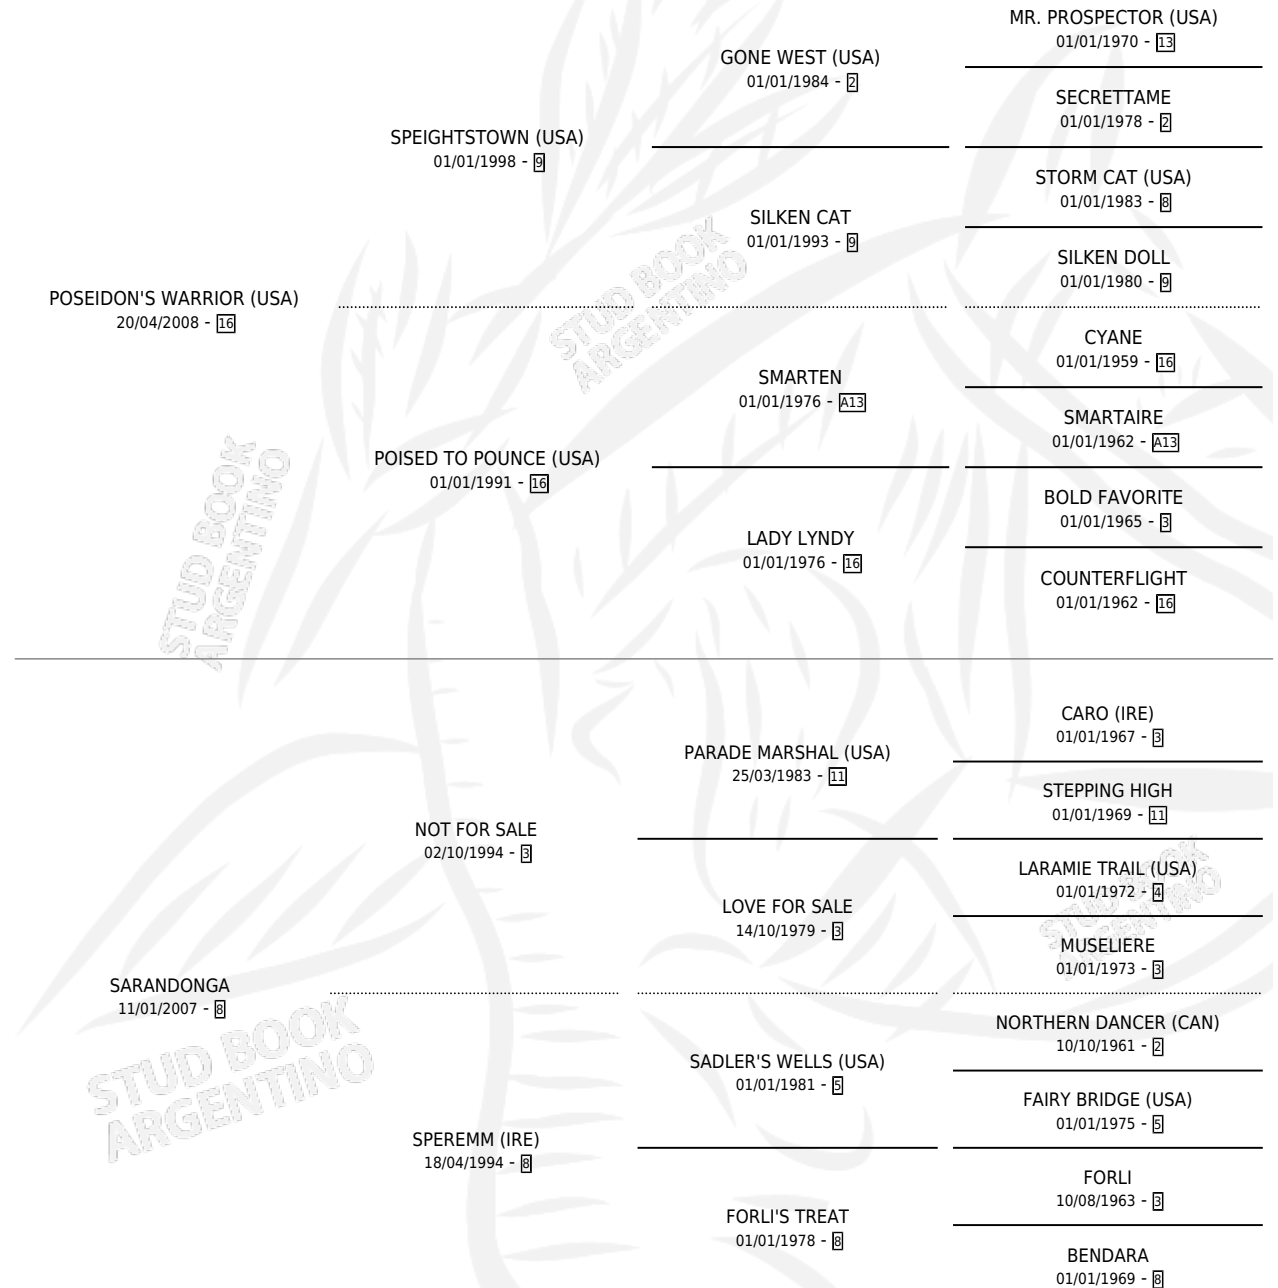 MR. PROSPECTOR (USA)
01/01/1970 - 13
GONE WEST (USA)
01/01/1984 - 2
SECRETTAME
01/01/1978 - 2
SPEIGHTSTOWN (USA)
01/01/1998 - 9
STORM CAT (USA)
01/01/1983 - 8
SILKEN CAT
01/01/1993 - 9
SILKEN DOLL
01/01/1980 - 9
POSEIDON'S WARRIOR (USA)
20/04/2008 - 16
CYANE
01/01/1959 - 16
SMARTEN
01/01/1976 - A13
SMARTAIRE
01/01/1962 - A13
POISED TO POUNCE (USA)
01/01/1991 - 16
BOLD FAVORITE
01/01/1965 - 3
LADY LYNDY
01/01/1976 - 16
COUNTERFLIGHT
01/01/1962 - 16
CARO (IRE)
01/01/1967 - 3
PARADE MARSHAL (USA)
25/03/1983 - 11
STEPPING HIGH
01/01/1969 - 11
NOT FOR SALE
02/10/1994 - 3
LARAMIE TRAIL (USA)
01/01/1972 - 4
LOVE FOR SALE
14/10/1979 - 3
MUSELIERE
01/01/1973 - 3
SARANDONGA
11/01/2007 - 8
NORTHERN DANCER (CAN)
10/10/1961 - 2
SADLER'S WELLS (USA)
01/01/1981 - 5
FAIRY BRIDGE (USA)
01/01/1975 - 5
SPEREMM (IRE)
18/04/1994 - 8
FORLI
10/08/1963 - 3
FORLI'S TREAT
01/01/1978 - 8
BENDARA
01/01/1969 - 8
STUD BOOK
ARGENTINO
STUD BOOK
ARGENTINO
STUD BOOK
ARGENTINO
STUD BOOK
ARGENTINO